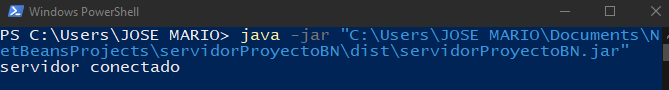 Windows PowerShell
PS C:\Users\JOSE MARIO> java -jar "C:\Users\JOSE MARIO\Documents\N
etBeansProjects\servidorProyectoBN\dist\servidorProyectoBN.jar"
servidor conectado